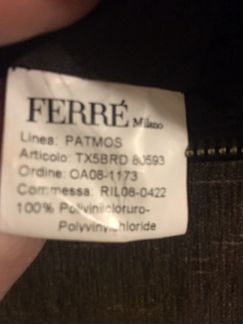 FERRÉ Milano
Linea: PATMOS
Articolo: TX5BRD 80593
Ordine: OA08-1173
Commessa: RIL08-0422
100% Polivinilcloruro-
Polyvinylchloride